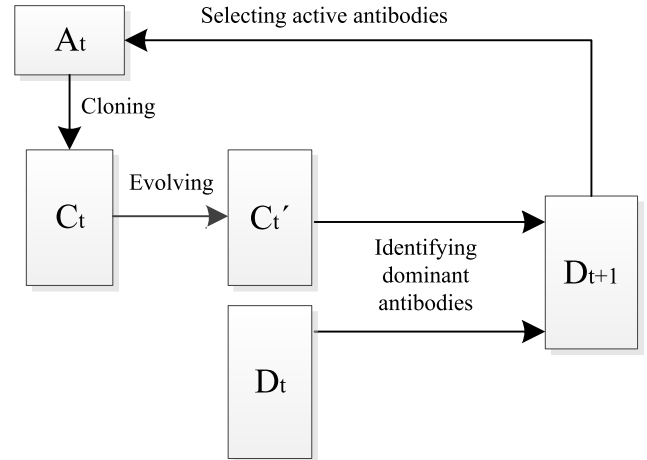 Selecting active antibodies
At
Cloning
Ct
Evolving
Ct´
Identifying
dominant
antibodies
Dt+1
Dt